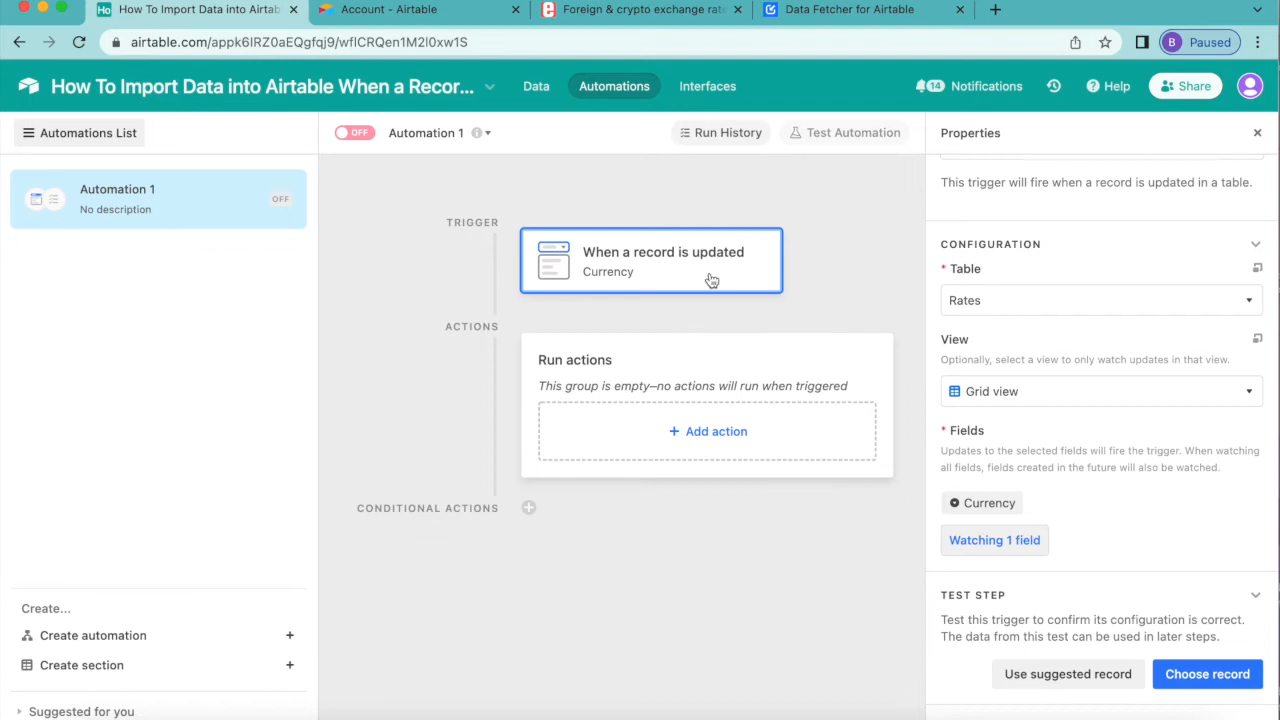 Ho How To Import Data into Airtab
Account - Airtable
Foreign & crypto exchange rate
Data Fetcher for Airtable
airtable.com/appk6IRZ0aEQgfqj9/wflCRQen1M2l0xw1S
B Paused
How To Import Data into Airtable When a Recor...
Data
Automations
Interfaces
14 Notifications
Help
Share
Automations List
OFF
Automation 1
Run History
Test Automation
Properties
Automation 1
No description
OFF
TRIGGER
When a record is updated
Currency
ACTIONS
Run actions
This group is empty—no actions will run when triggered
+ Add action
CONDITIONAL ACTIONS
This trigger will fire when a record is updated in a table.
CONFIGURATION
* Table
Rates
View
Optionally, select a view to only watch updates in that view.
Grid view
* Fields
Updates to the selected fields will fire the trigger. When watching
all fields, fields created in the future will also be watched.
Currency
Watching 1 field
TEST STEP
Test this trigger to confirm its configuration is correct.
The data from this test can be used in later steps.
Use suggested record
Choose record
Create...
Create automation
Create section
Suggested for you